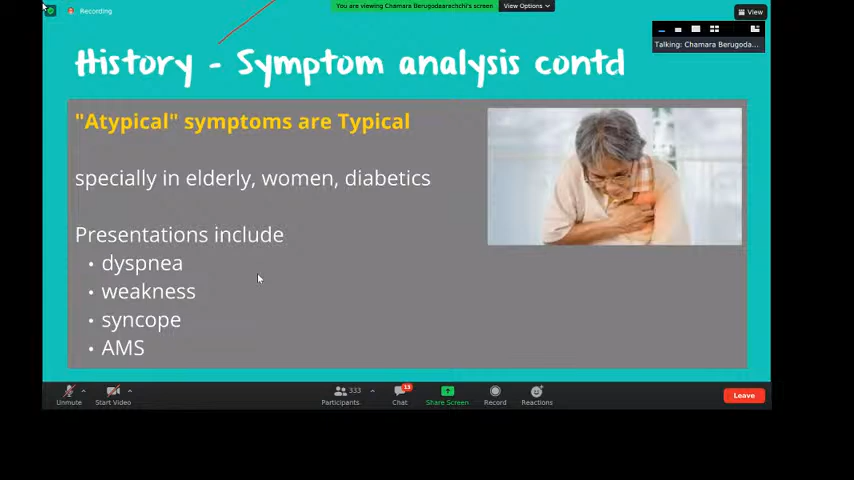 Recording
You are viewing Chamara Berugodaarachchi's screen
View Options
View
Talking: Chamara Berugoda...
History - Symptom analysis contd
"Atypical" symptoms are Typical
specially in elderly, women, diabetics
Presentations include
• dyspnea
• weakness
• syncope
• AMS
Unmute
Start Video
333
Participants
13
Chat
Share Screen
Record
Reactions
Leave